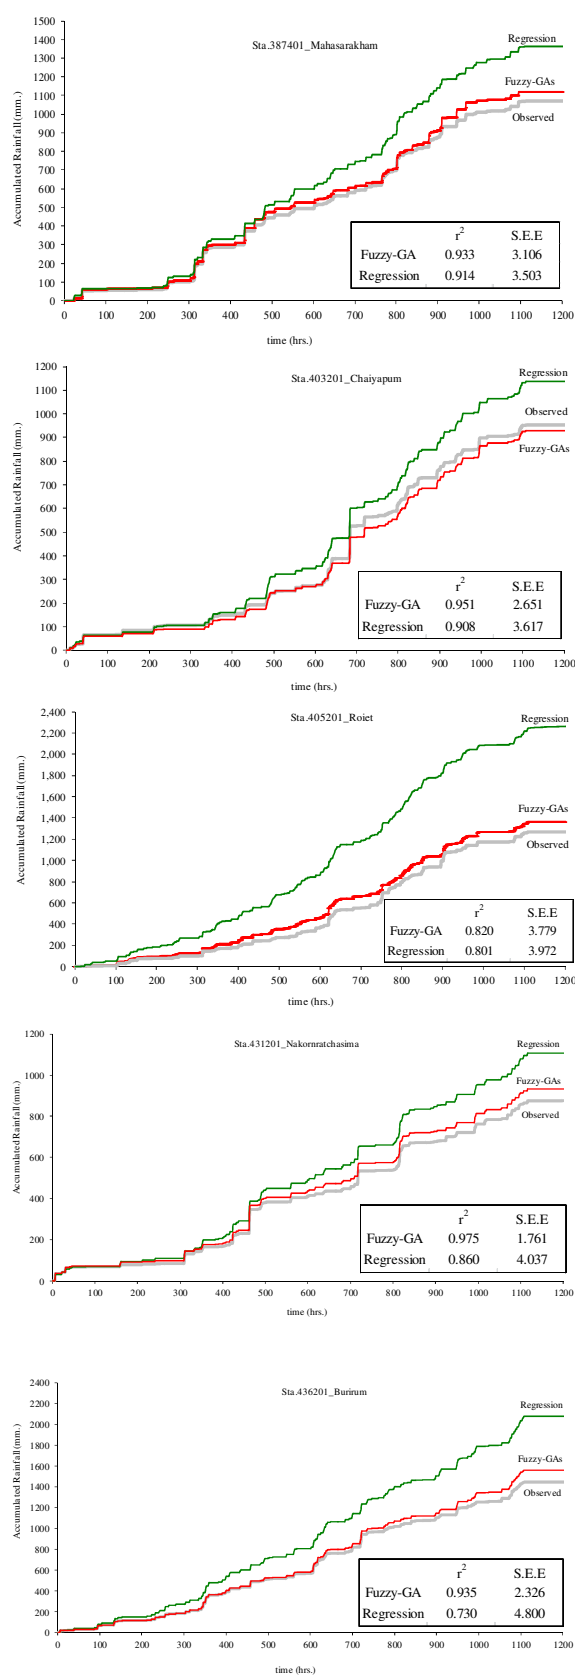 Sta.387401_Mahasarakham
Accumulated Rainfall (mm.)
1500
1400
1300
1200
1100
1000
900
800
700
600
500
400
300
200
100
0
Regression
Fuzzy-GAs
Observed
r² S.E.E
Fuzzy-GA 0.933 3.106
Regression 0.914 3.503
0 100 200 300 400 500 600 700 800 900 1000 1100 1200
time (hrs.)
Sta.403201_Chaiyapum
Accumulated Rainfall (mm.)
1200
1100
1000
900
800
700
600
500
400
300
200
100
0
Regression
Observed
Fuzzy-GAs
r² S.E.E
Fuzzy-GA 0.951 2.651
Regression 0.908 3.617
0 100 200 300 400 500 600 700 800 900 1000 1100 1200
time (hrs.)
Sta.405201_Roiet
Accumulated Rainfall (mm.)
2,400
2,200
2,000
1,800
1,600
1,400
1,200
1,000
800
600
400
200
0
Regression
Fuzzy-GAs
Observed
r² S.E.E
Fuzzy-GA 0.820 3.779
Regression 0.801 3.972
0 100 200 300 400 500 600 700 800 900 1000 1100 1200
time (hrs.)
Sta.431201_Nakornratchasima
Accumulated Rainfall (mm.)
1200
1000
800
600
400
200
0
Regression
Fuzzy-GAs
Observed
r² S.E.E
Fuzzy-GA 0.975 1.761
Regression 0.860 4.037
0 100 200 300 400 500 600 700 800 900 1000 1100 1200
time (hrs.)
Sta.436201_Burirum
Accumulated Rainfall (mm.)
2400
2200
2000
1800
1600
1400
1200
1000
800
600
400
200
0
Regression
Fuzzy-GAs
Observed
r² S.E.E
Fuzzy-GA 0.935 2.326
Regression 0.730 4.800
0 100 200 300 400 500 600 700 800 900 1000 1100 1200
time (hrs.)